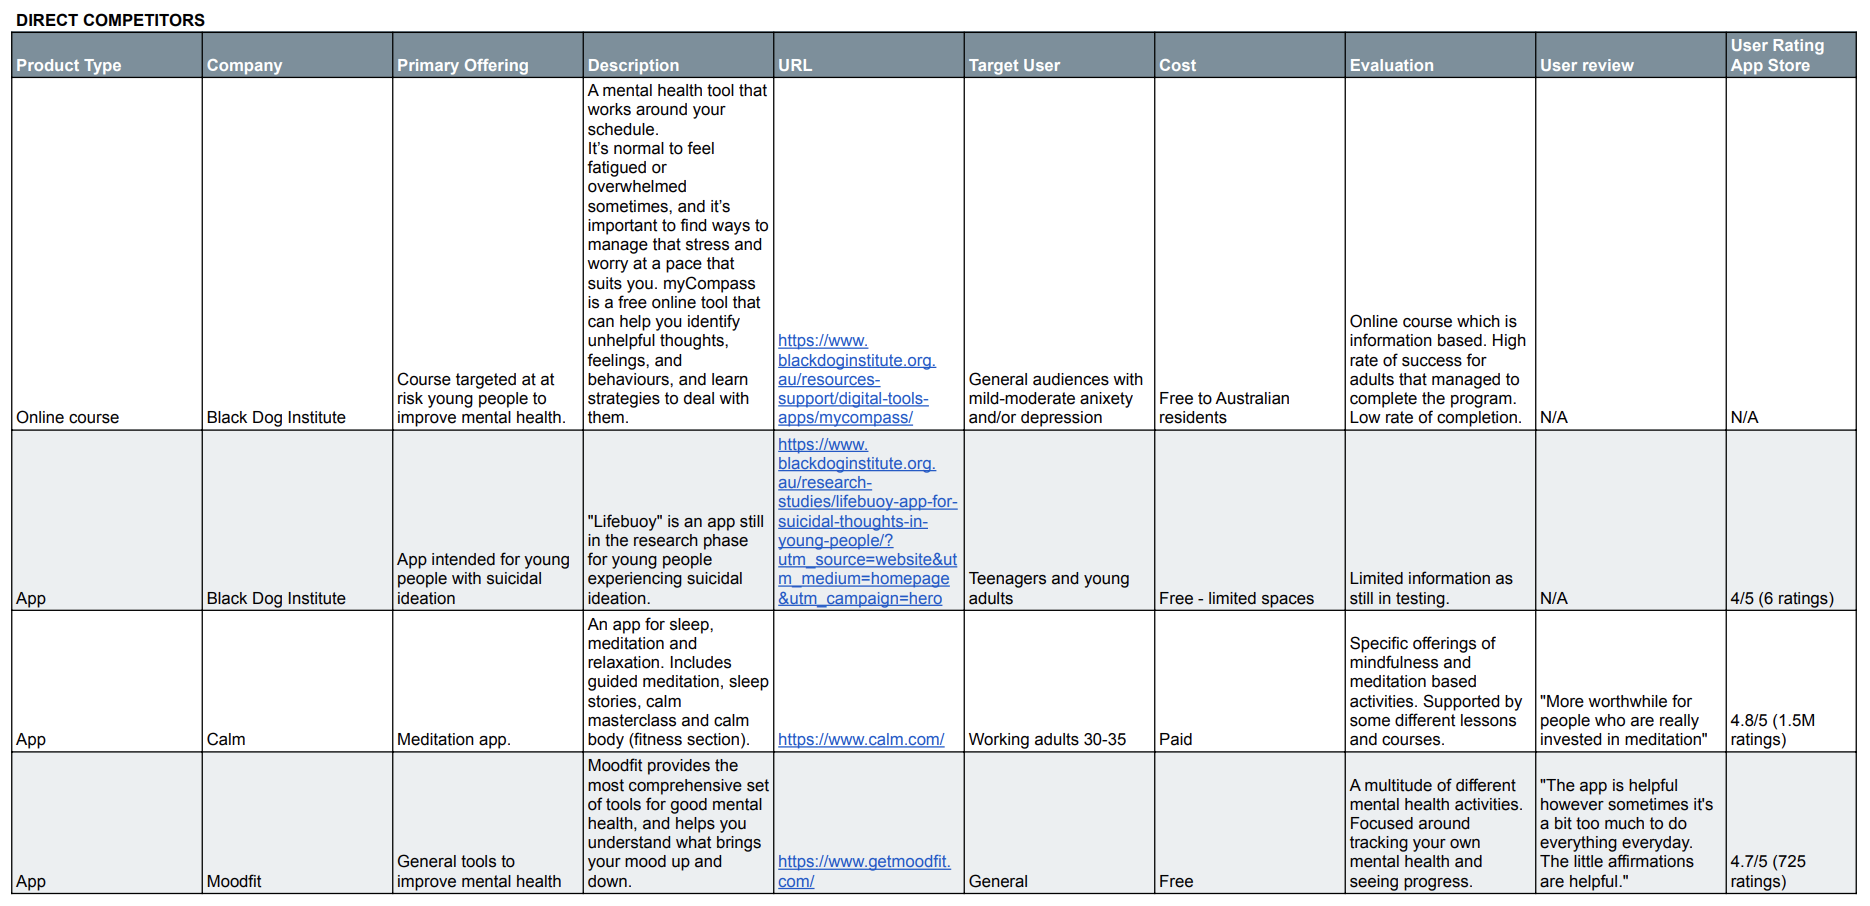 DIRECT COMPETITORS
Product Type
Company
Primary Offering
Description
URL
Target User
Cost
Evaluation
User review
User Rating
App Store
Online course
Black Dog Institute
Course targeted at at
risk young people to
improve mental health.
A mental health tool that
works around your
schedule.
It's normal to feel
fatigued or
overwhelmed
sometimes, and it's
important to find ways to
manage that stress and
worry at a pace that
suits you. myCompass
is a free online tool that
can help you identify
unhelpful thoughts,
feelings, and
behaviours, and learn
strategies to deal with
them.
https://www.
blackdoginstitute.org.
au/resources-
support/digital-tools-
apps/mycompass/
General audiences with
mild-moderate anixety
and/or depression
Free to Australian
residents
Online course which is
information based. High
rate of success for
adults that managed to
complete the program.
Low rate of completion.
N/A
N/A
App
Black Dog Institute
App intended for young
people with suicidal
ideation
"Lifebuoy" is an app still
in the research phase
for young people
experiencing suicidal
ideation.
https://www.
blackdoginstitute.org.
au/research-
studies/lifebuoy-app-for-
suicidal-thoughts-in-
young-people/?
utm_source=website&ut
m_medium=homepage
&utm_campaign=hero
Teenagers and young
adults
Free - limited spaces
Limited information as
still in testing.
N/A
4/5 (6 ratings)
App
Calm
Meditation app.
An app for sleep,
meditation and
relaxation. Includes
guided meditation, sleep
stories, calm
masterclass and calm
body (fitness section).
https://www.calm.com/
Working adults 30-35
Paid
Specific offerings of
mindfulness and
meditation based
activities. Supported by
some different lessons
and courses.
"More worthwhile for
people who are really
invested in meditation"
4.8/5 (1.5M
ratings)
App
Moodfit
General tools to
improve mental health
Moodfit provides the
most comprehensive set
of tools for good mental
health, and helps you
understand what brings
your mood up and
down.
https://www.getmoodfit.
com/
General
Free
A multitude of different
mental health activities.
Focused around
tracking your own
mental health and
seeing progress.
"The app is helpful
however sometimes it's
a bit too much to do
everything everyday.
The little affirmations
are helpful."
4.7/5 (725
ratings)